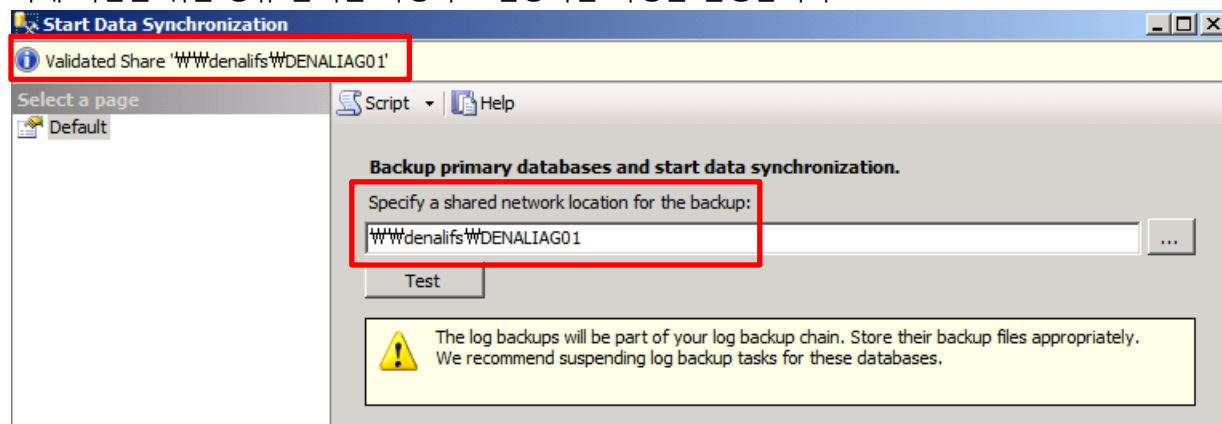 Start Data Synchronization
Validated Share '₩₩denalifs₩DENALIAG01'
Select a page
Default
Script
Help
Backup primary databases and start data synchronization.
Specify a shared network location for the backup:
₩₩denalifs₩DENALIAG01
...
Test
The log backups will be part of your log backup chain. Store their backup files appropriately.
We recommend suspending log backup tasks for these databases.